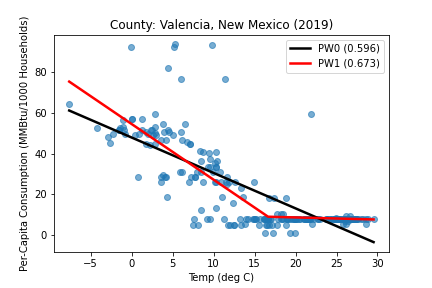 County: Valencia, New Mexico (2019)
Per-Capita Consumption (MMBtu/1000 Households)
PW0 (0.596)
PW1 (0.673)
80
60
40
20
0
−5 0 5 10 15 20 25 30
Temp (deg C)